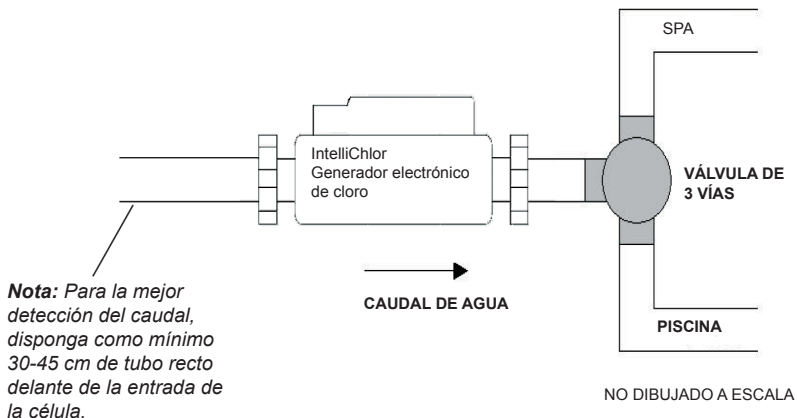 SPA
IntelliChlor
Generador electrónico
de cloro
VÁLVULA DE
3 VÍAS
Nota: Para la mejor
detección del caudal,
disponga como mínimo
30-45 cm de tubo recto
delante de la entrada de
la célula.
CAUDAL DE AGUA
PISCINA
NO DIBUJADO A ESCALA